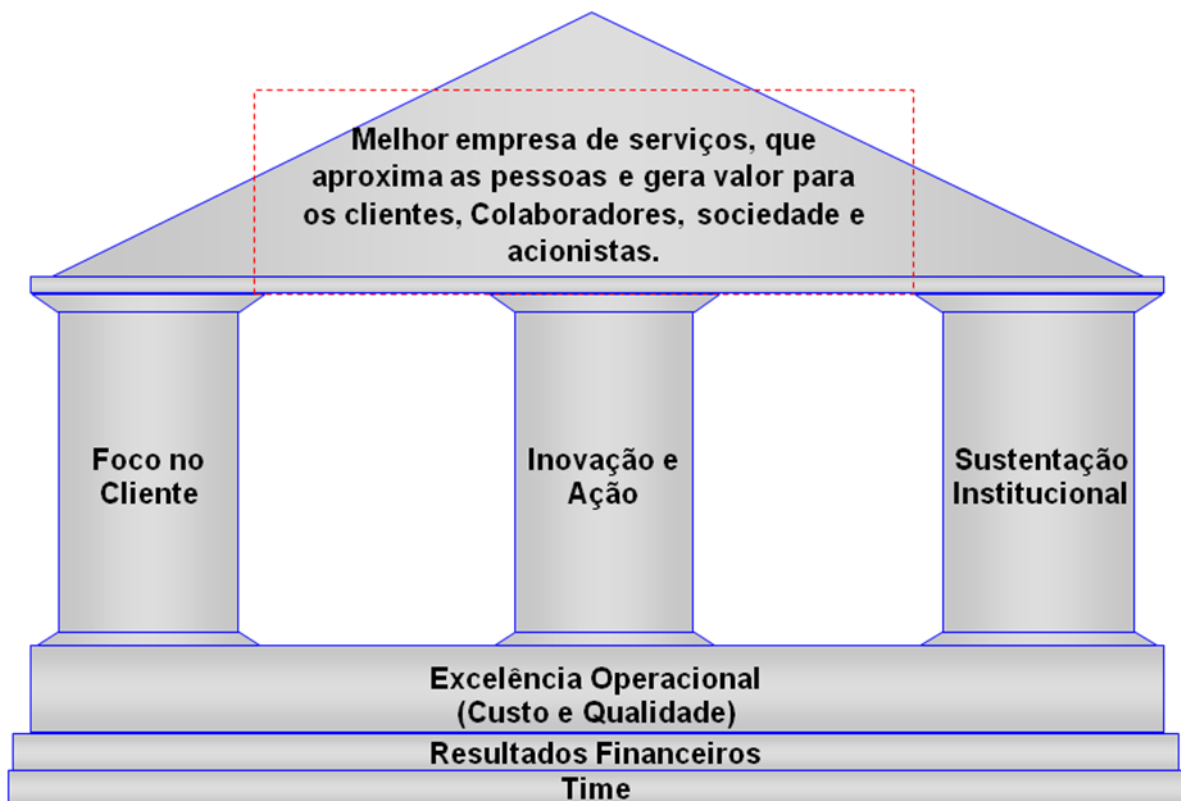 Melhor empresa de serviços, que
aproxima as pessoas e gera valor para
os clientes, Colaboradores, sociedade e
acionistas.
Foco no
Cliente
Inovação e
Ação
Sustentação
Institucional
Excelência Operacional
(Custo e Qualidade)
Resultados Financeiros
Time